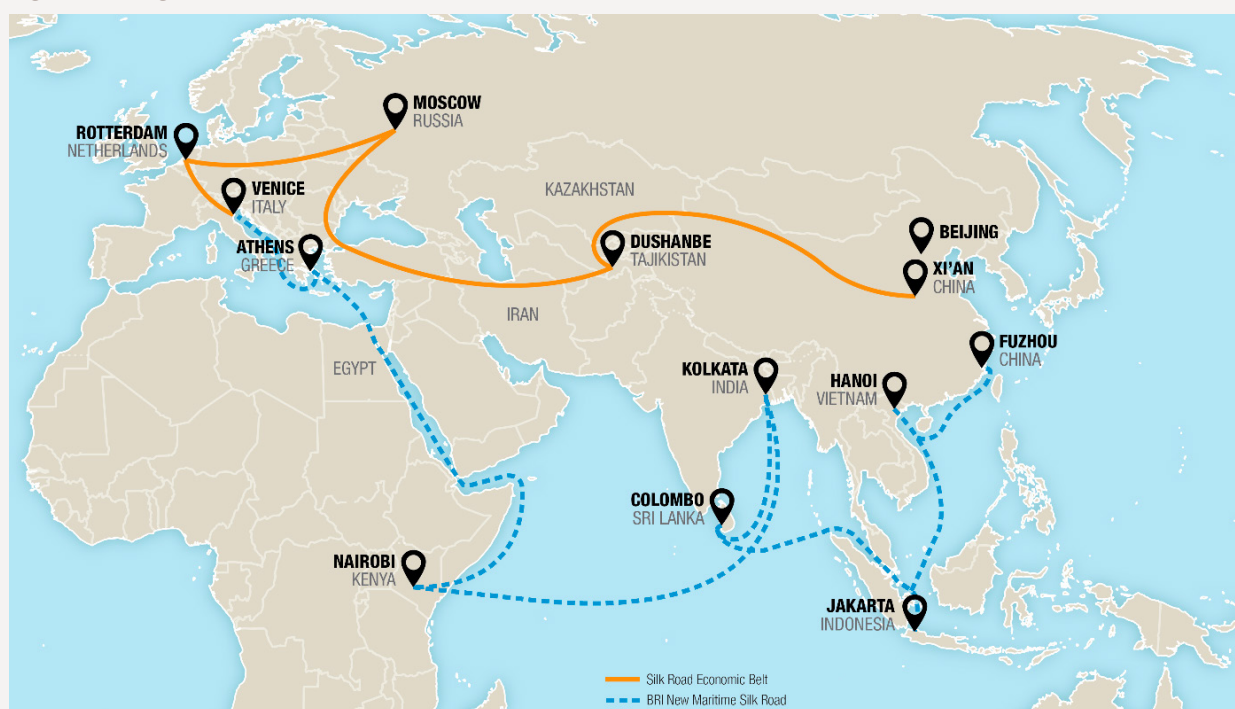 MOSCOW
RUSSIA
ROTTERDAM
NETHERLANDS
VENICE
ITALY
KAZAKHSTAN
ATHENS
GREECE
DUSHANBE
TAJIKISTAN
BEIJING
XI'AN
CHINA
IRAN
EGYPT
FUZHOU
CHINA
KOLKATA
INDIA
HANOI
VIETNAM
COLOMBO
SRI LANKA
NAIROBI
KENYA
JAKARTA
INDONESIA
Silk Road Economic Belt
BRI New Maritime Silk Road